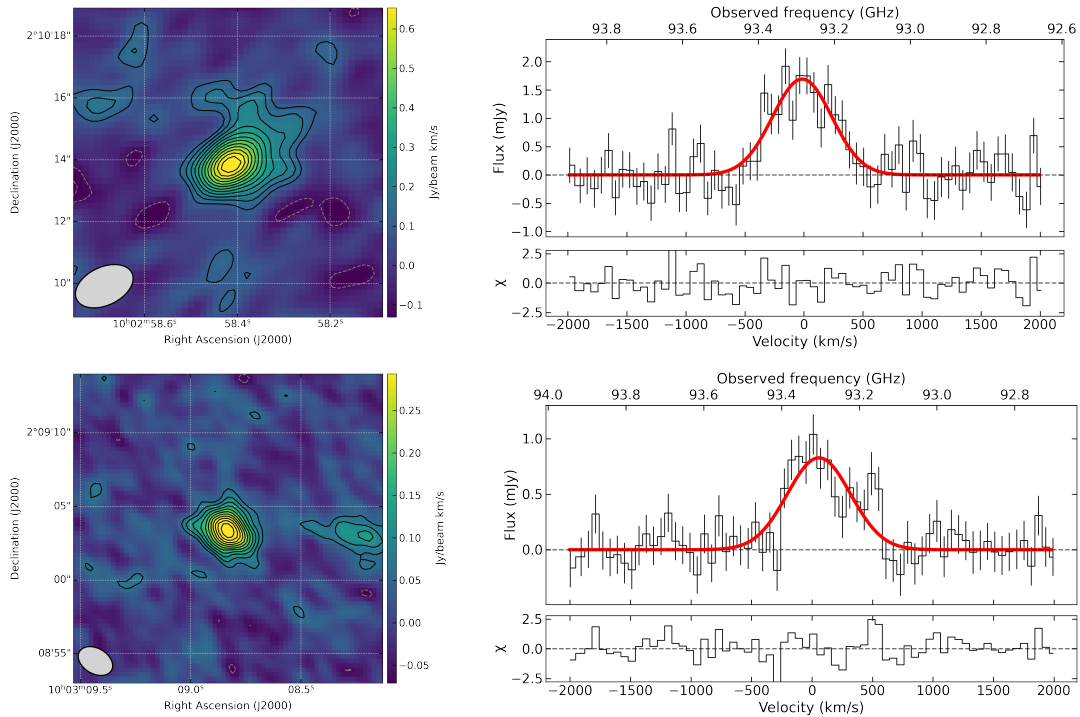 2°10'18"
16"
14"
12"
10"
Declination (J2000)
10ʰ02ᵐ58.6ˢ 58.4ˢ 58.2ˢ
Right Ascension (J2000)
0.6
0.5
0.4
0.3
0.2
0.1
0.0
−0.1
Jy/beam km/s
Observed frequency (GHz)
93.8 93.6 93.4 93.2 93.0 92.8 92.6
2.0
1.5
1.0
0.5
0.0
−0.5
−1.0
Flux (mJy)
2.5
0.0
−2.5
χ
−2000 −1500 −1000 −500 0 500 1000 1500 2000
Velocity (km/s)
2°09'10"
05"
00"
08'55"
Declination (J2000)
10ʰ03ᵐ09.5ˢ 09.0ˢ 08.5ˢ
Right Ascension (J2000)
0.25
0.20
0.15
0.10
0.05
0.00
−0.05
Jy/beam km/s
Observed frequency (GHz)
94.0 93.8 93.6 93.4 93.2 93.0 92.8
1.0
0.5
0.0
Flux (mJy)
2.5
0.0
−2.5
χ
−2000 −1500 −1000 −500 0 500 1000 1500 2000
Velocity (km/s)